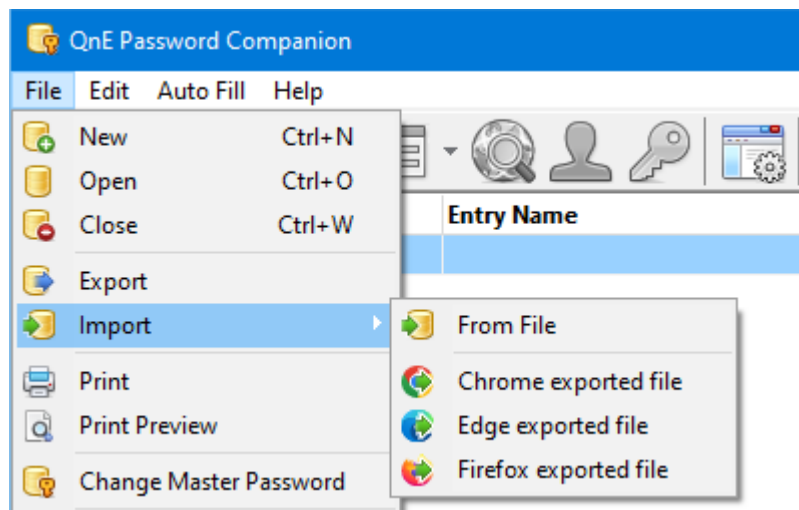 QnE Password Companion
File Edit Auto Fill Help
New Ctrl+N
Open Ctrl+O
Close Ctrl+W
Entry Name
Export
Import
From File
Chrome exported file
Edge exported file
Firefox exported file
Print
Print Preview
Change Master Password